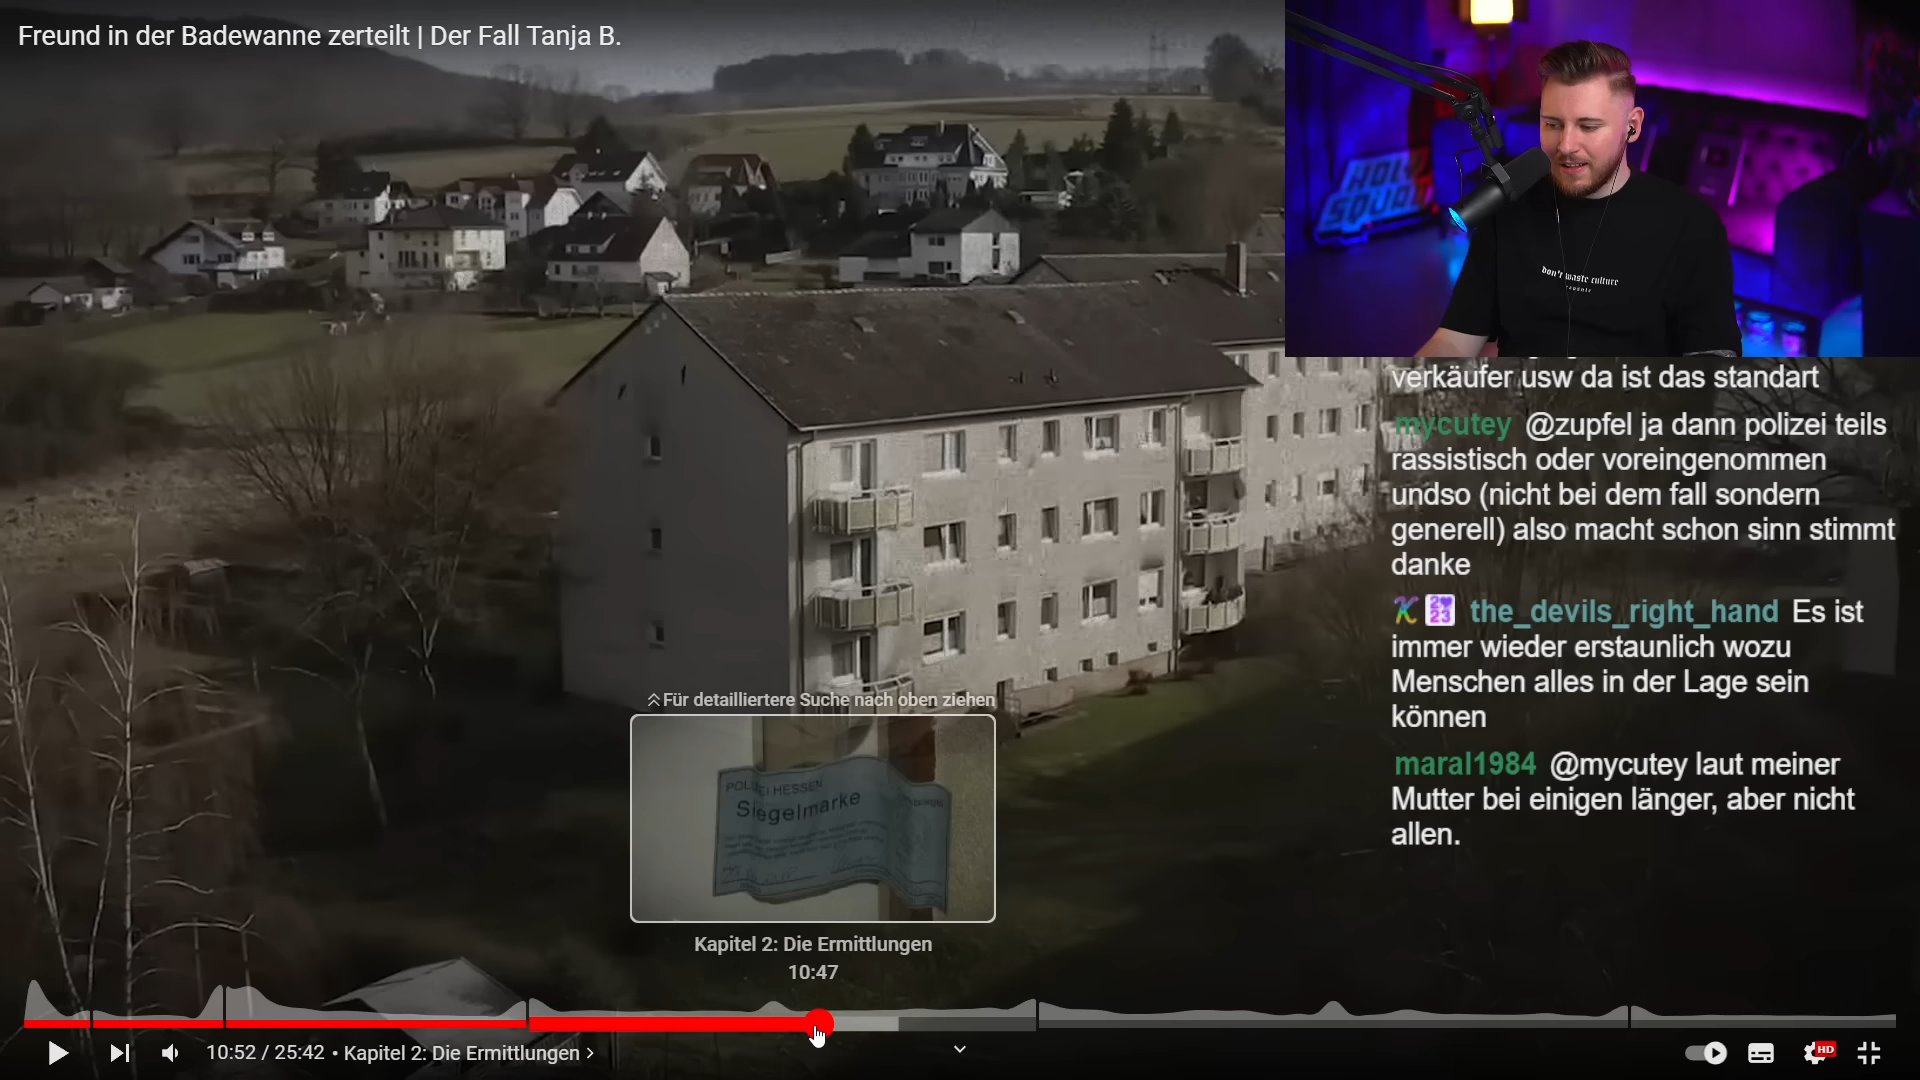 Freund in der Badewanne zerteilt | Der Fall Tanja B.
HOLY
SQUAD
don't waste culture
verkäufer usw da ist das standart
mycutey @zupfel ja dann polizei teils
rassistisch oder voreingenommen
undso (nicht bei dem fall sondern
generell) also macht schon sinn stimmt
danke
the_devils_right_hand Es ist
immer wieder erstaunlich wozu
Menschen alles in der Lage sein
können
maral1984 @mycutey laut meiner
Mutter bei einigen länger, aber nicht
allen.
Für detailliertere Suche nach oben ziehen
POLIZEI HESSEN
Siegelmarke
Kapitel 2: Die Ermittlungen
10:47
10:52 / 25:42 • Kapitel 2: Die Ermittlungen
HD